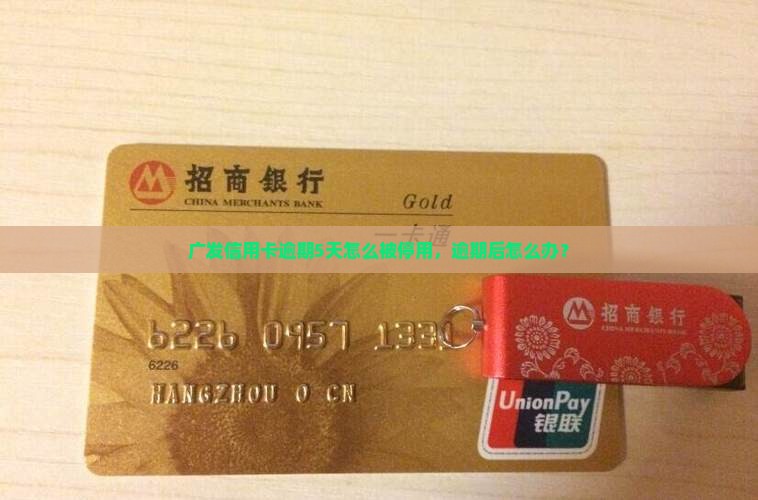 招商银行
CHINA MERCHANTS BANK
Gold
一卡通
广发信用卡逾期5天怎么被停用，逾期后怎么办？
招商银行
CHINA MERCHANTS BANK
6226 0957 1331
6226
HANGZHOU 0 CN
UnionPay
银联